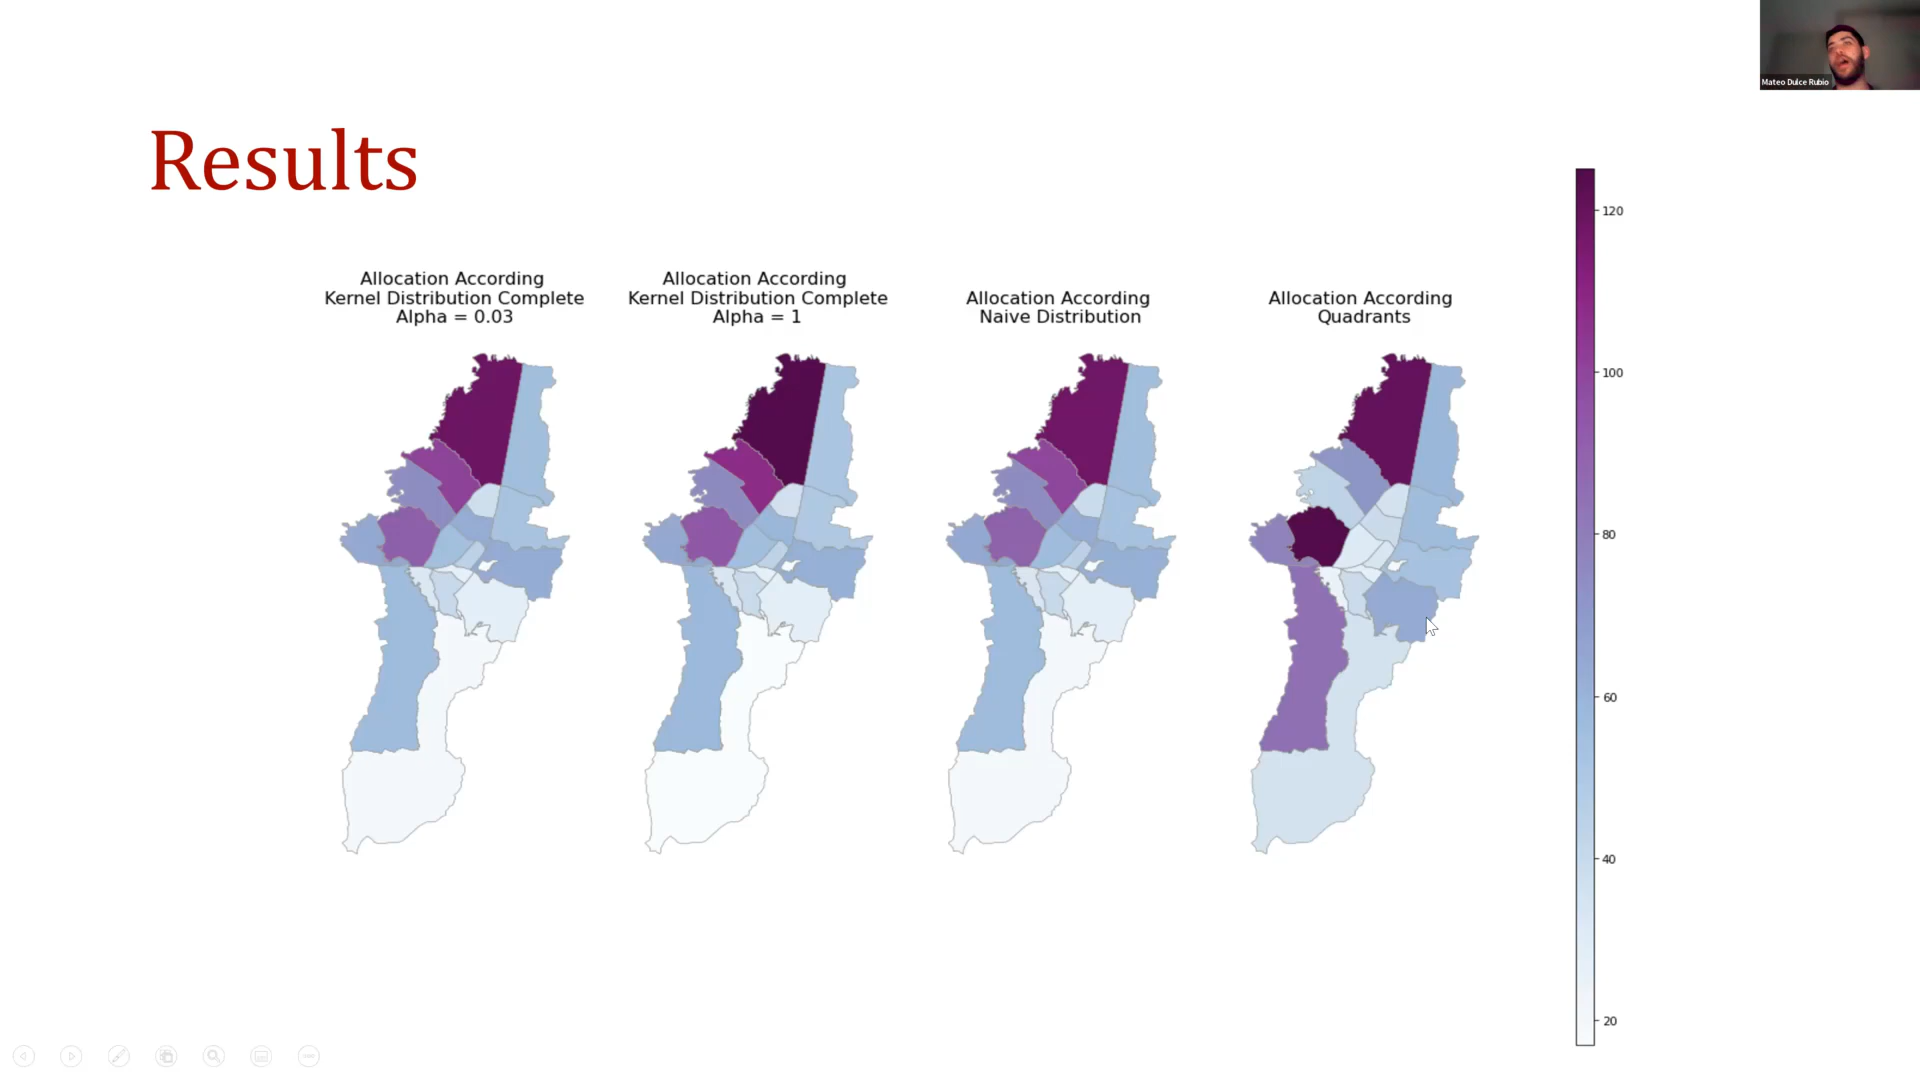 Mateo Dulce Rubio
Results
Allocation According
Kernel Distribution Complete
Alpha = 0.03
Allocation According
Kernel Distribution Complete
Alpha = 1
Allocation According
Naive Distribution
Allocation According
Quadrants
120
100
80
60
40
20